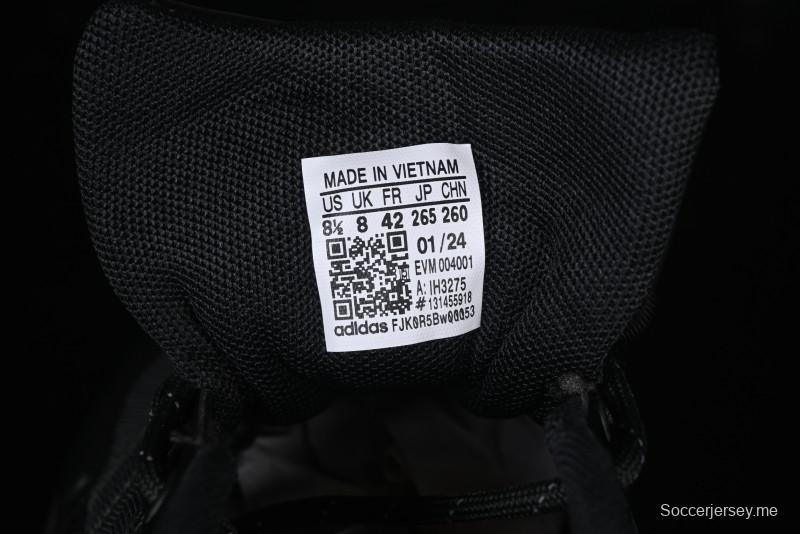 MADE IN VIETNAM
US UK FR JP CHN
8½ 8 42 265 260
01/24
EVM 004001
A: IH3275
#131455918
adidas FJK0R5Bw00053
Soccerjersey.me